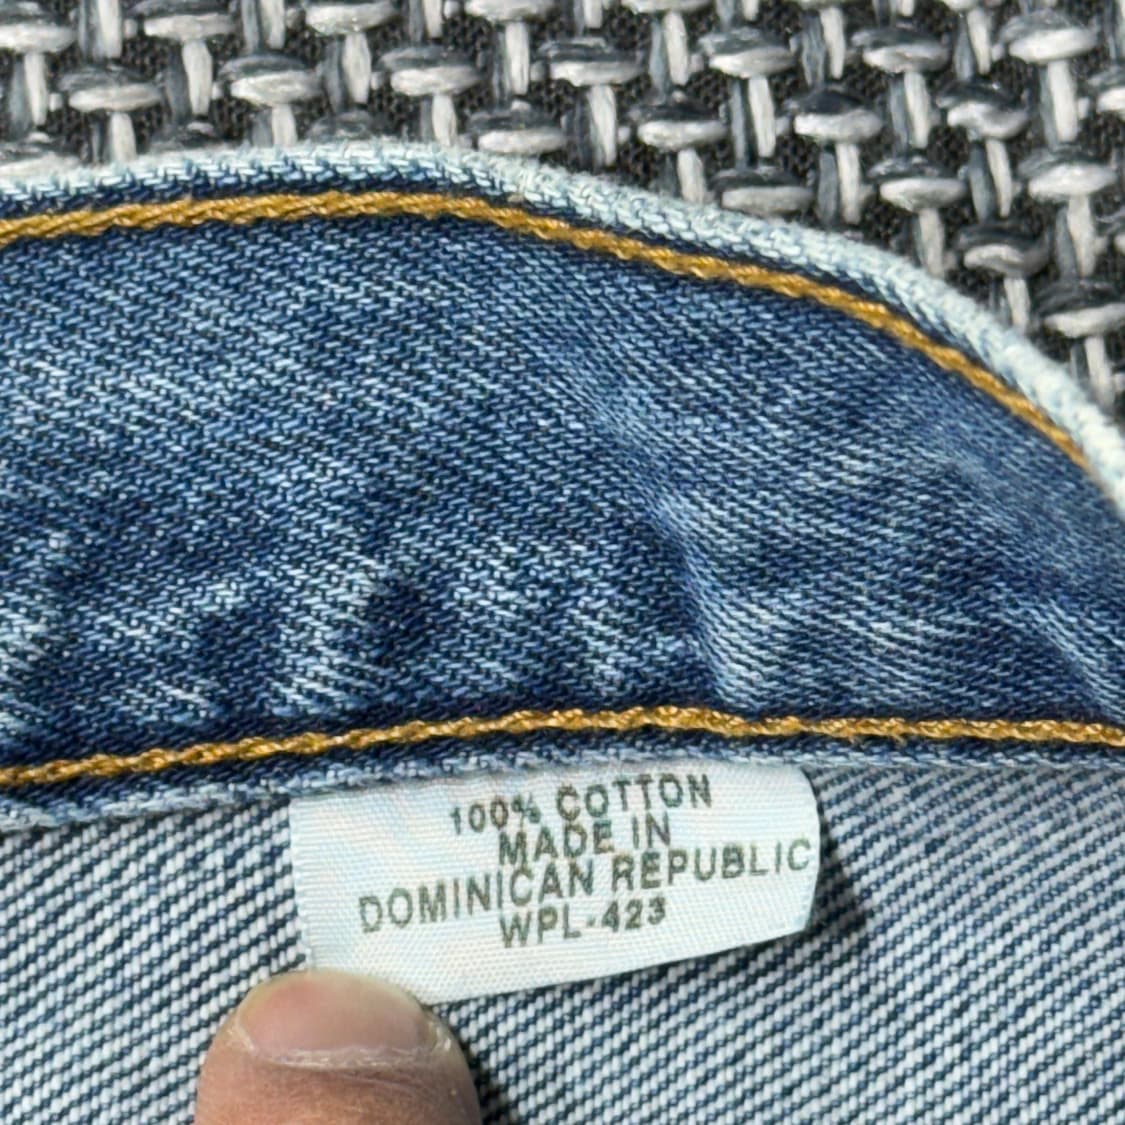 100% COTTON
MADE IN
DOMINICAN REPUBLIC
WPL-423